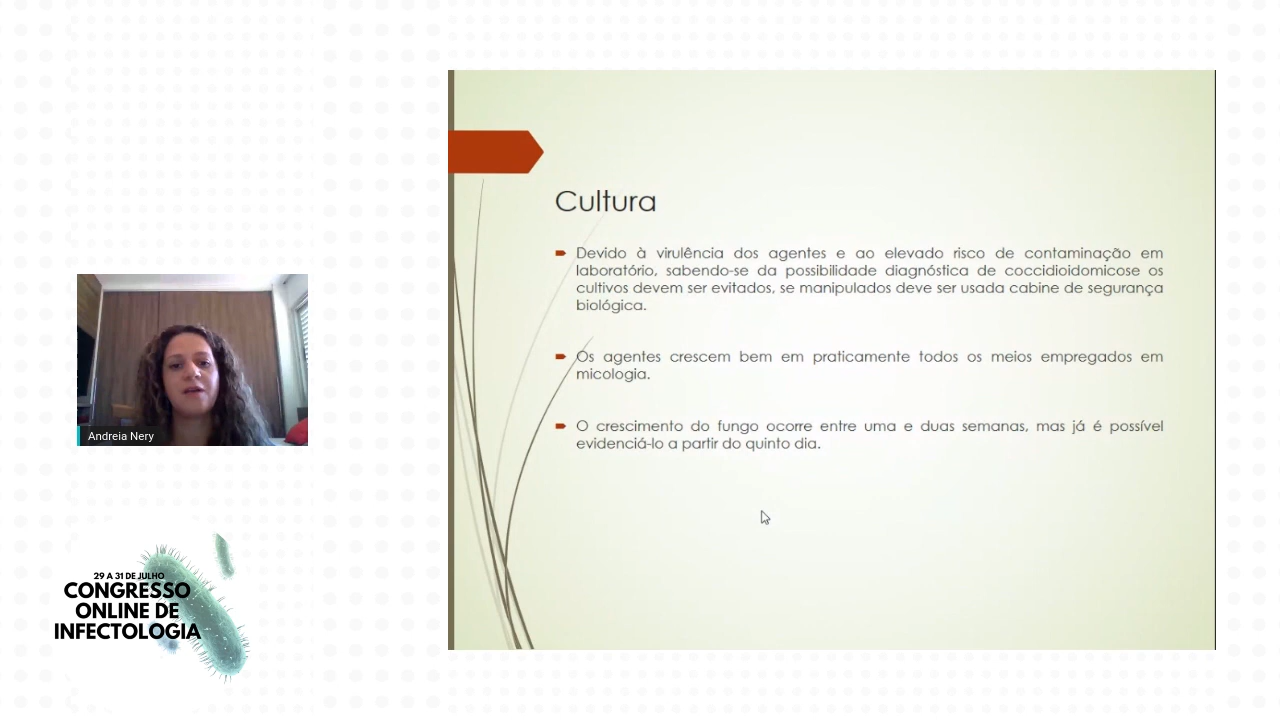 Cultura
Devido à virulência dos agentes e ao elevado risco de contaminação em
laboratório, sabendo-se da possibilidade diagnóstica de coccidioidomicose os
cultivos devem ser evitados, se manipulados deve ser usada cabine de segurança
biológica.
Os agentes crescem bem em praticamente todos os meios empregados em
micologia.
O crescimento do fungo ocorre entre uma e duas semanas, mas já é possível
evidenciá-lo a partir do quinto dia.
Andreia Nery
29 A 31 DE JULHO
CONGRESSO
ONLINE DE
INFECTOLOGIA